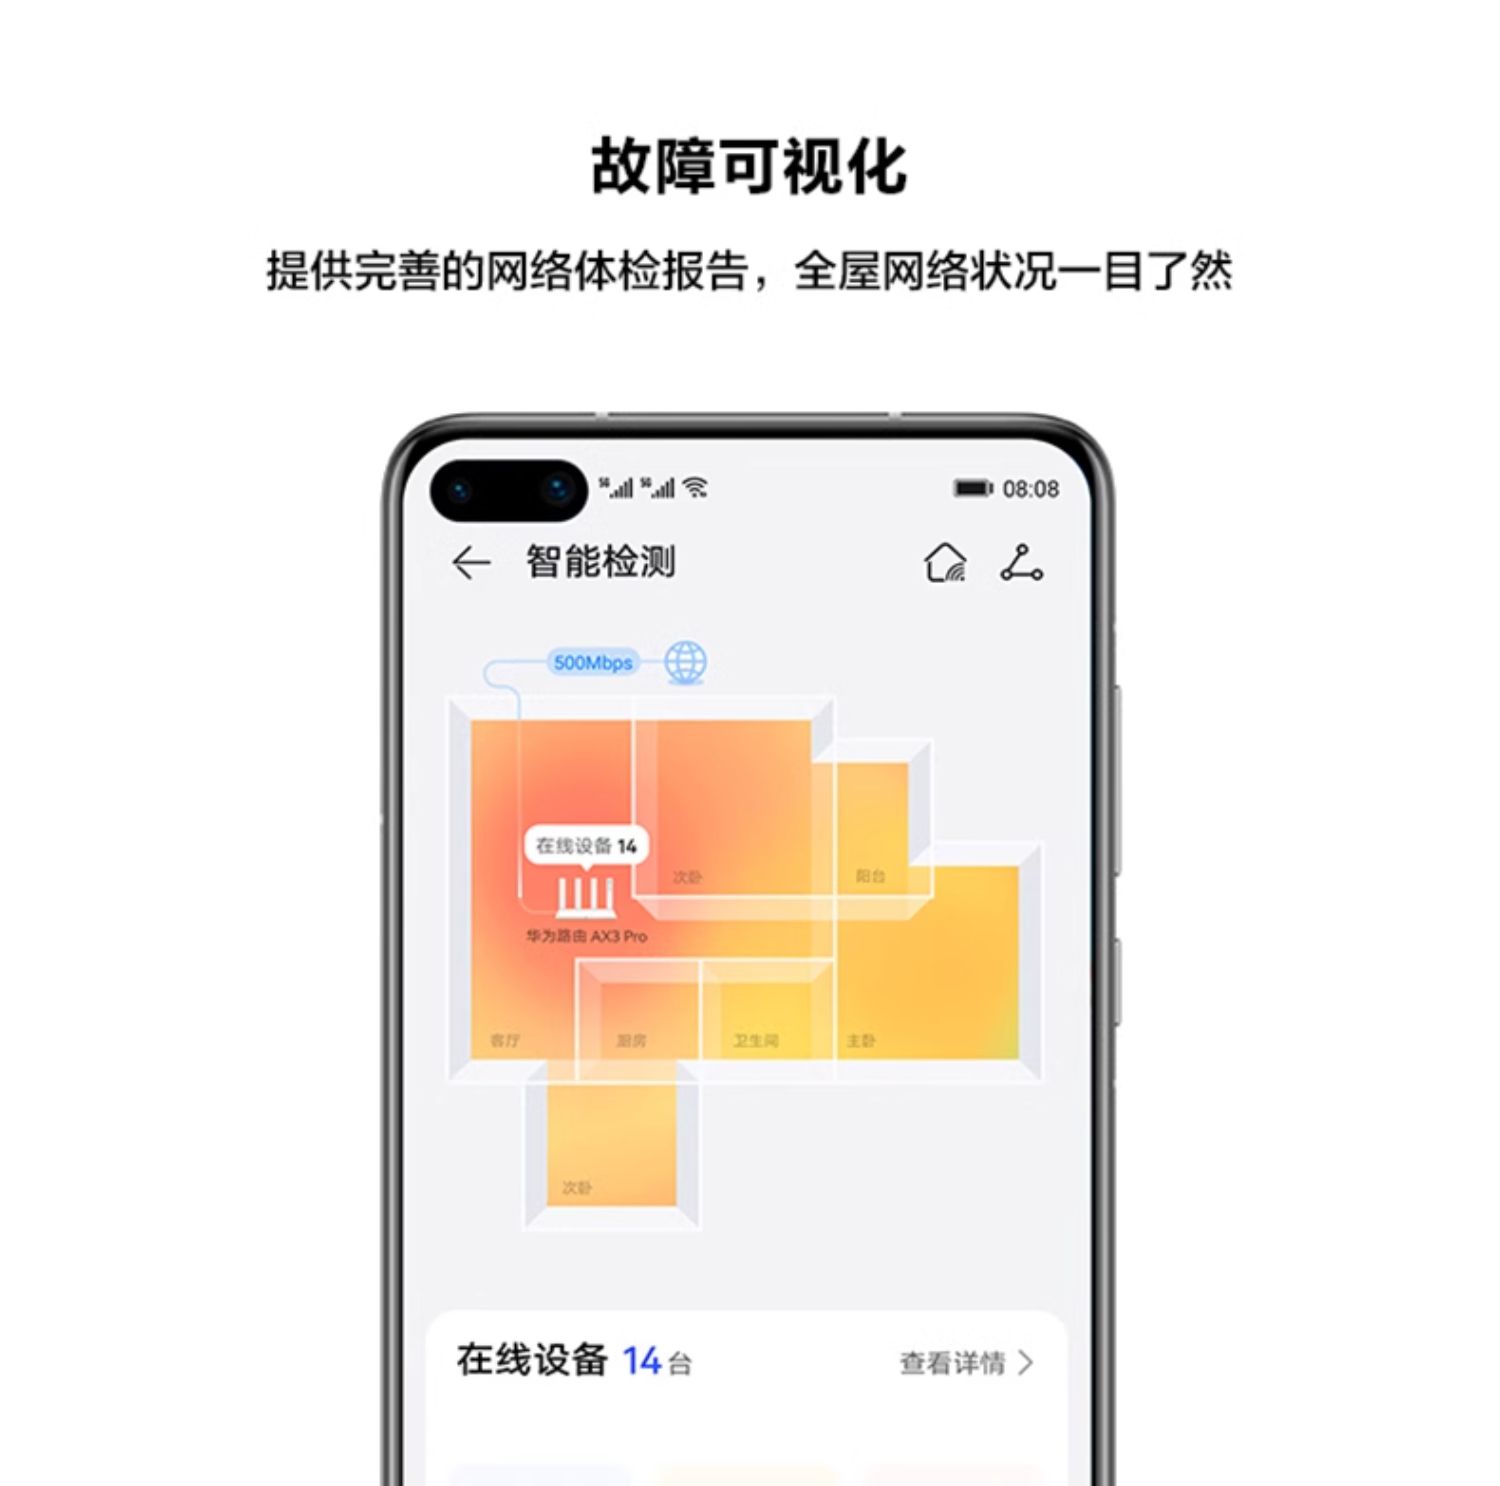 故障可视化
提供完善的网络体检报告，全屋网络状况一目了然
5G 5G 08:08
智能检测
500Mbps
在线设备 14
次卧
阳台
华为路由 AX3 Pro
客厅
厨房
卫生间
主卧
次卧
在线设备 14 台
查看详情